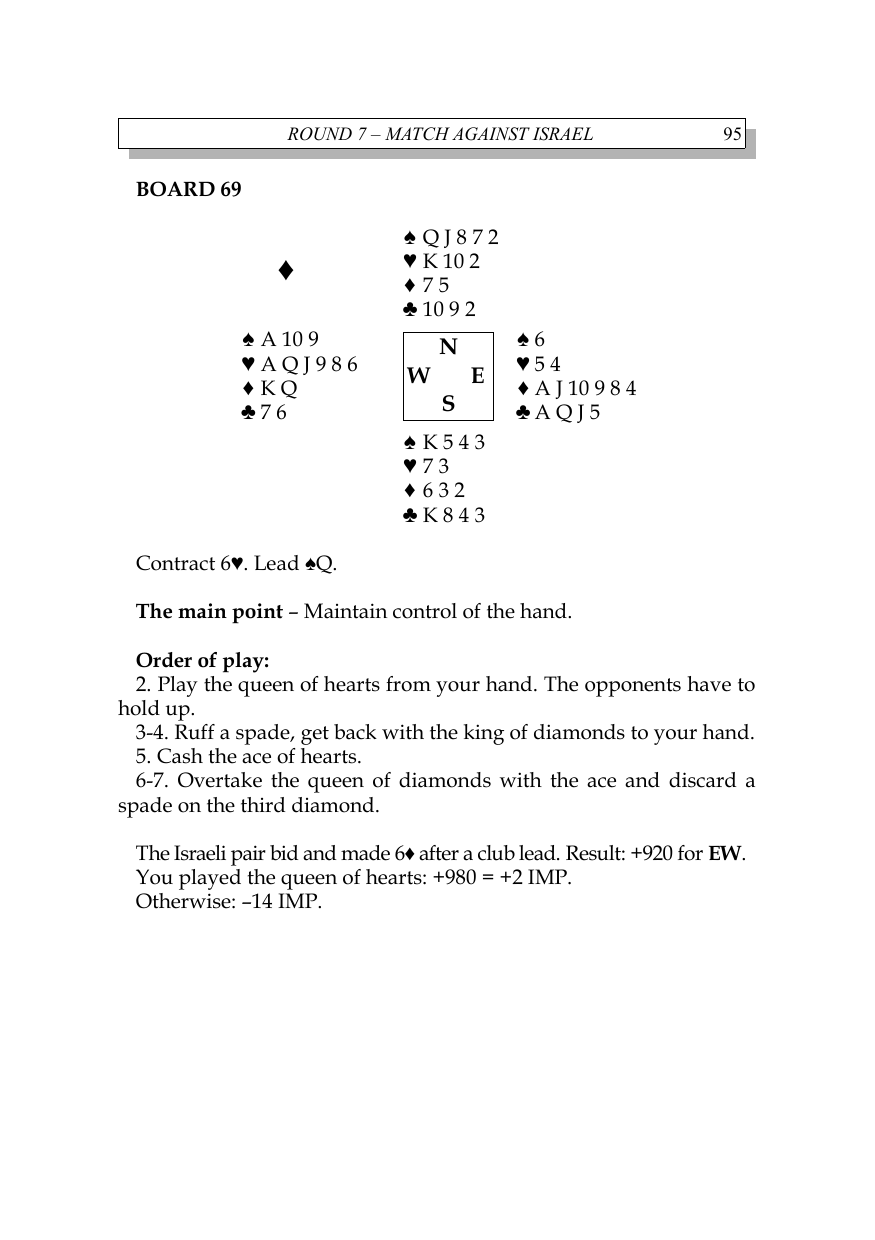 ROUND 7 – MATCH AGAINST ISRAEL 95
BOARD 69
♠ Q J 8 7 2
♦
♥ K 10 2
♦ 7 5
♣ 10 9 2
♠ A 10 9
♥ A Q J 9 8 6
♦ K Q
♣ 7 6
N
W E
S
♠ 6
♥ 5 4
♦ A J 10 9 8 4
♣ A Q J 5
♠ K 5 4 3
♥ 7 3
♦ 6 3 2
♣ K 8 4 3
Contract 6♥. Lead ♠Q.
The main point – Maintain control of the hand.
Order of play:
2. Play the queen of hearts from your hand. The opponents have to
hold up.
3-4. Ruff a spade, get back with the king of diamonds to your hand.
5. Cash the ace of hearts.
6-7. Overtake the queen of diamonds with the ace and discard a
spade on the third diamond.
The Israeli pair bid and made 6♦ after a club lead. Result: +920 for EW.
You played the queen of hearts: +980 = +2 IMP.
Otherwise: –14 IMP.